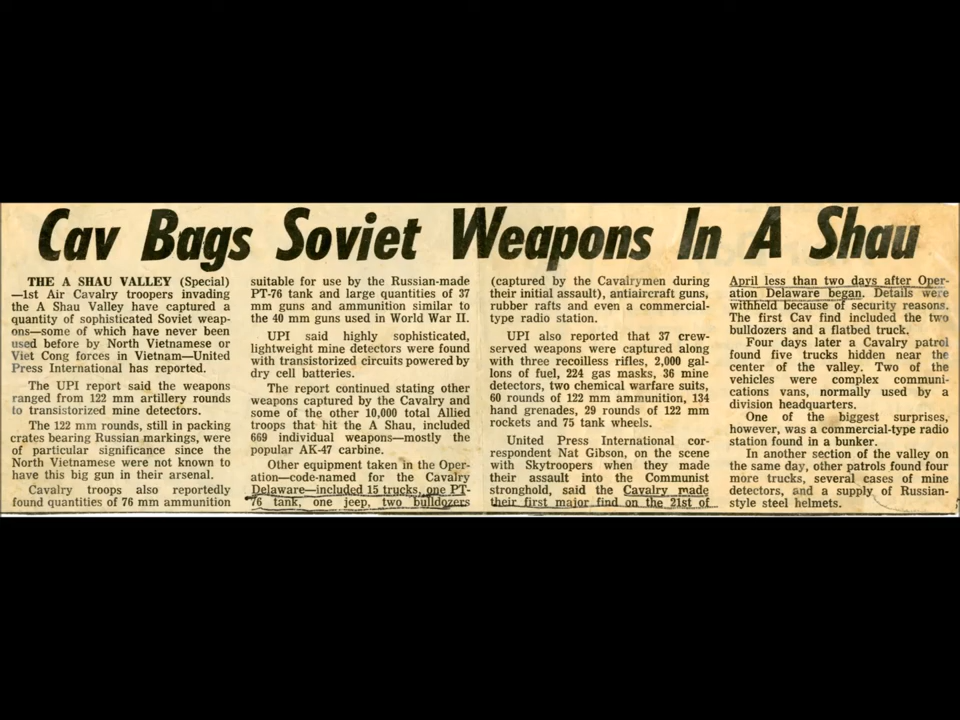 Cav Bags Soviet Weapons In A Shau
THE A SHAU VALLEY (Special)
—1st Air Cavalry troopers invading
the A Shau Valley have captured a
quantity of sophisticated Soviet weap-
ons—some of which have never been
used before by North Vietnamese or
Viet Cong forces in Vietnam—United
Press International has reported.
The UPI report said the weapons
ranged from 122 mm artillery rounds
to transistorized mine detectors.
The 122 mm rounds, still in packing
crates bearing Russian markings, were
of particular significance since the
North Vietnamese were not known to
have this big gun in their arsenal.
Cavalry troops also reportedly
found quantities of 76 mm ammunition
suitable for use by the Russian-made
PT-76 tank and large quantities of 37
mm guns and ammunition similar to
the 40 mm guns used in World War II.
UPI said highly sophisticated,
lightweight mine detectors were found
with transistorized circuits powered by
dry cell batteries.
The report continued stating other
weapons captured by the Cavalry and
some of the other 10,000 total Allied
troops that hit the A Shau, included
669 individual weapons—mostly the
popular AK-47 carbine.
Other equipment taken in the Oper-
ation—code-named for the Cavalry
Delaware—included 15 trucks, one PT-
76 tank, one jeep, two bulldozers
(captured by the Cavalrymen during
their initial assault), antiaircraft guns,
rubber rafts and even a commercial-
type radio station.
UPI also reported that 37 crew-
served weapons were captured along
with three recoilless rifles, 2,000 gal-
lons of fuel, 224 gas masks, 36 mine
detectors, two chemical warfare suits,
60 rounds of 122 mm ammunition, 134
hand grenades, 29 rounds of 122 mm
rockets and 75 tank wheels.
United Press International cor-
respondent Nat Gibson, on the scene
with Skytroopers when they made
their assault into the Communist
stronghold, said the Cavalry made
their first major find on the 21st of
April less than two days after Oper-
ation Delaware began. Details were
withheld because of security reasons.
The first Cav find included the two
bulldozers and a flatbed truck.
Four days later a Cavalry patrol
found five trucks hidden near the
center of the valley. Two of the
vehicles were complex communi-
cations vans, normally used by a
division headquarters.
One of the biggest surprises,
however, was a commercial-type radio
station found in a bunker.
In another section of the valley on
the same day, other patrols found four
more trucks, several cases of mine
detectors, and a supply of Russian-
style steel helmets.